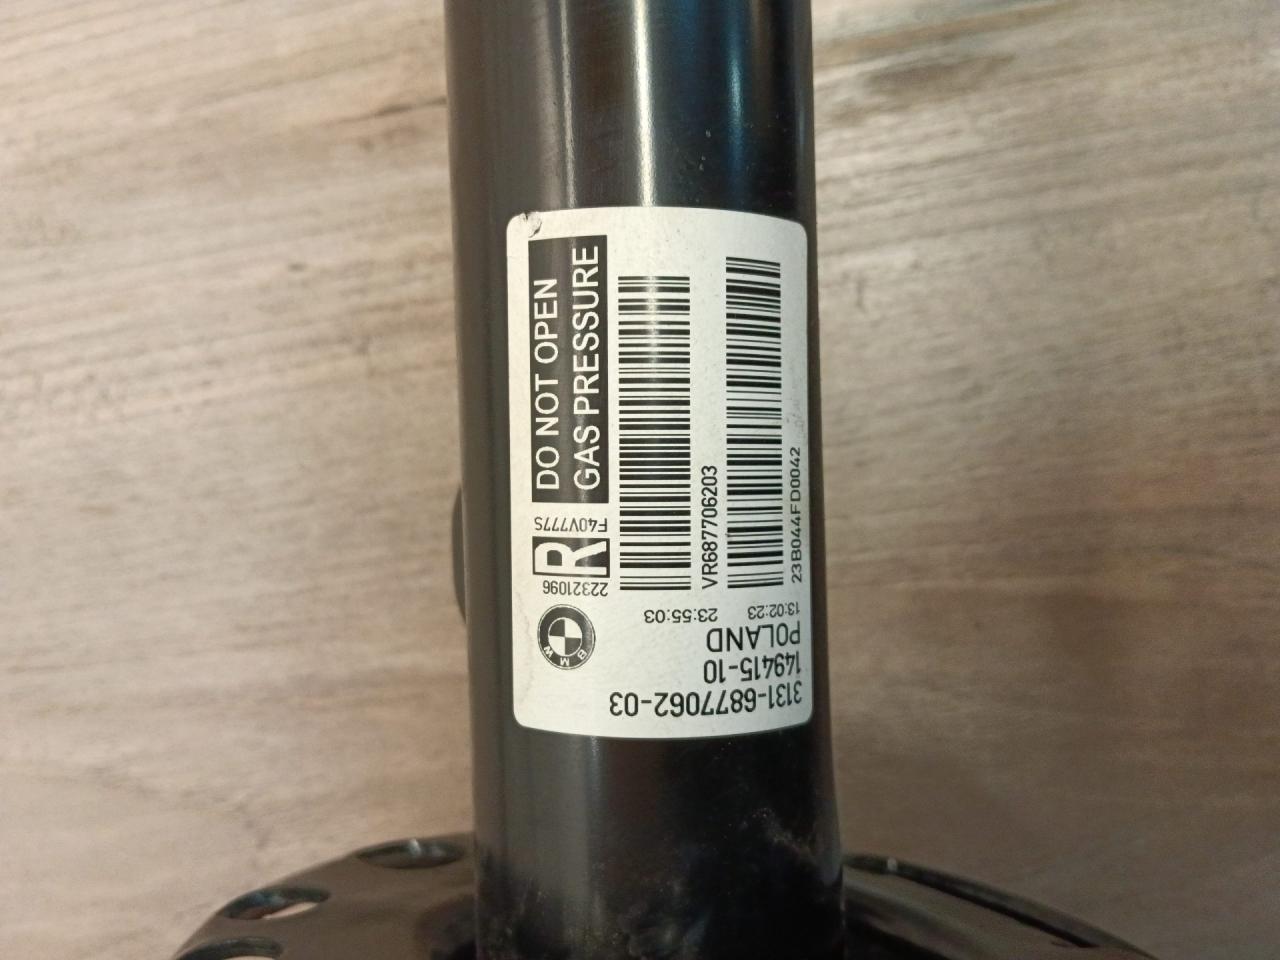 3131-6877062-03
149415-10
POLAND
13:02:23 23:55:03
BMW
22321096
R
F40V777S
DO NOT OPEN
GAS PRESSURE
VR687706203
23B044FD0042